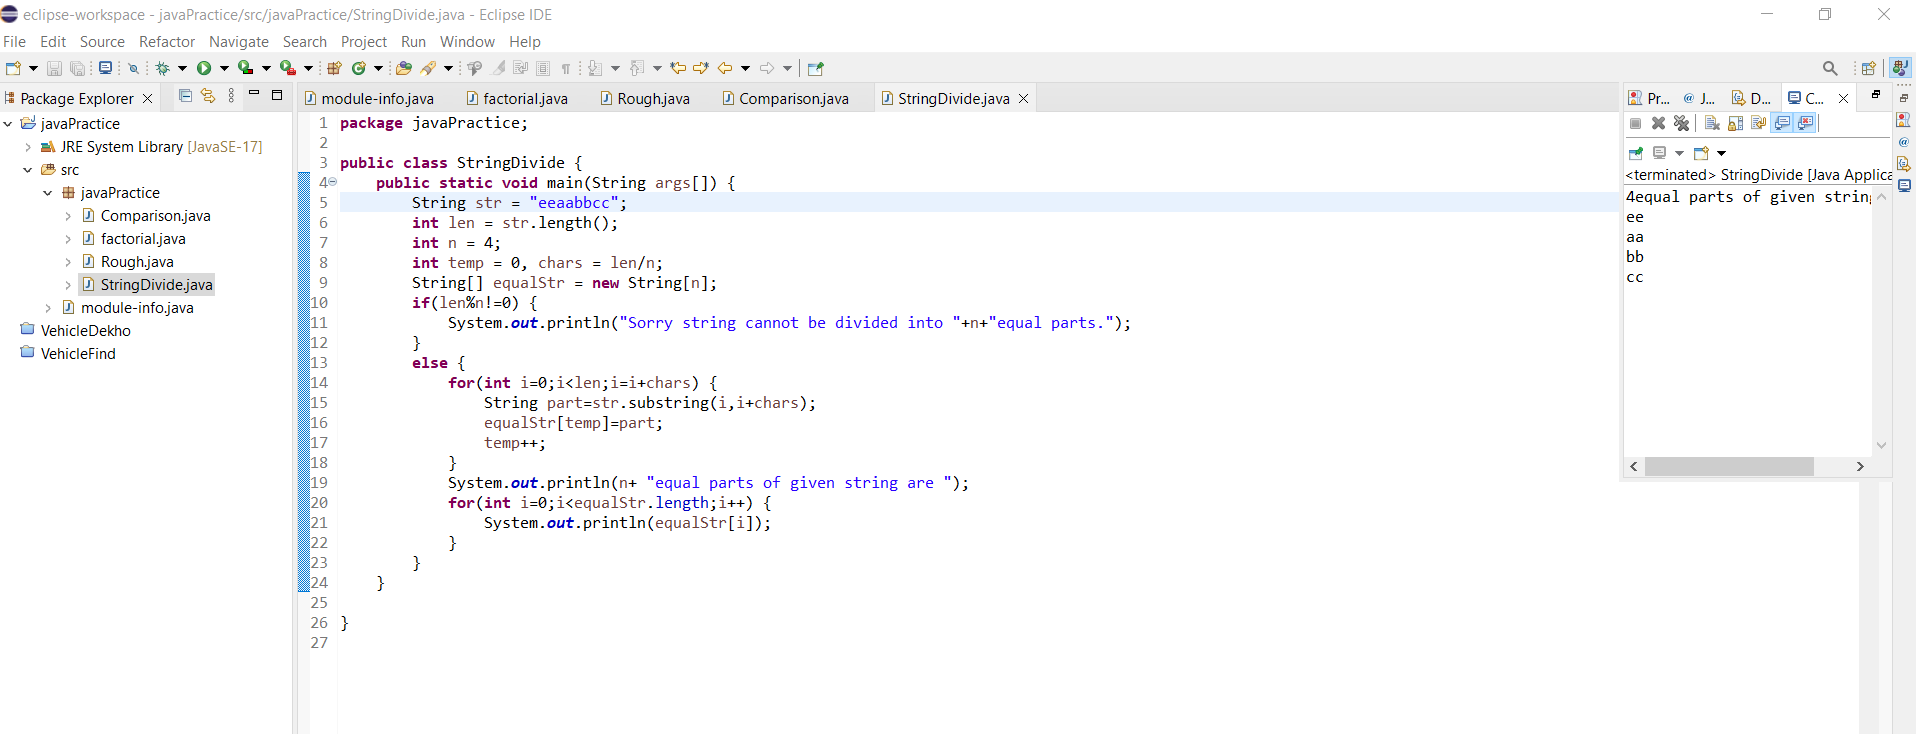 eclipse-workspace - javaPractice/src/javaPractice/StringDivide.java - Eclipse IDE
File Edit Source Refactor Navigate Search Project Run Window Help
Package Explorer
javaPractice
JRE System Library [JavaSE-17]
src
javaPractice
Comparison.java
factorial.java
Rough.java
StringDivide.java
module-info.java
VehicleDekho
VehicleFind
module-info.java factorial.java Rough.java Comparison.java StringDivide.java
1 package javaPractice;
2
3 public class StringDivide {
4 public static void main(String args[]) {
5 String str = "eeaabbcc";
6 int len = str.length();
7 int n = 4;
8 int temp = 0, chars = len/n;
9 String[] equalStr = new String[n];
10 if(len%n!=0) {
11 System.out.println("Sorry string cannot be divided into "+n+"equal parts.");
12 }
13 else {
14 for(int i=0;i<len;i=i+chars) {
15 String part=str.substring(i,i+chars);
16 equalStr[temp]=part;
17 temp++;
18 }
19 System.out.println(n+ "equal parts of given string are ");
20 for(int i=0;i<equalStr.length;i++) {
21 System.out.println(equalStr[i]);
22 }
23 }
24 }
25
26 }
27
Pr... J... D... C...
<terminated> StringDivide [Java Applica
4equal parts of given string
ee
aa
bb
cc